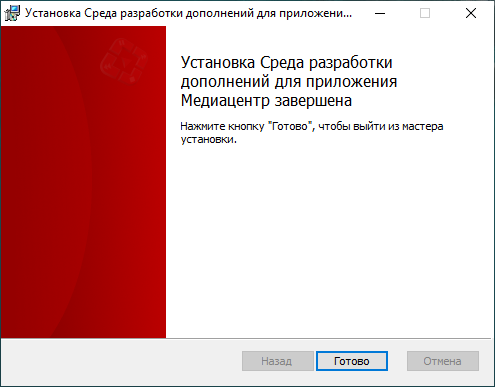 Установка Среда разработки дополнений для приложени...
Установка Среда разработки
дополнений для приложения
Медиацентр завершена
Нажмите кнопку "Готово", чтобы выйти из мастера
установки.
Назад
Готово
Отмена